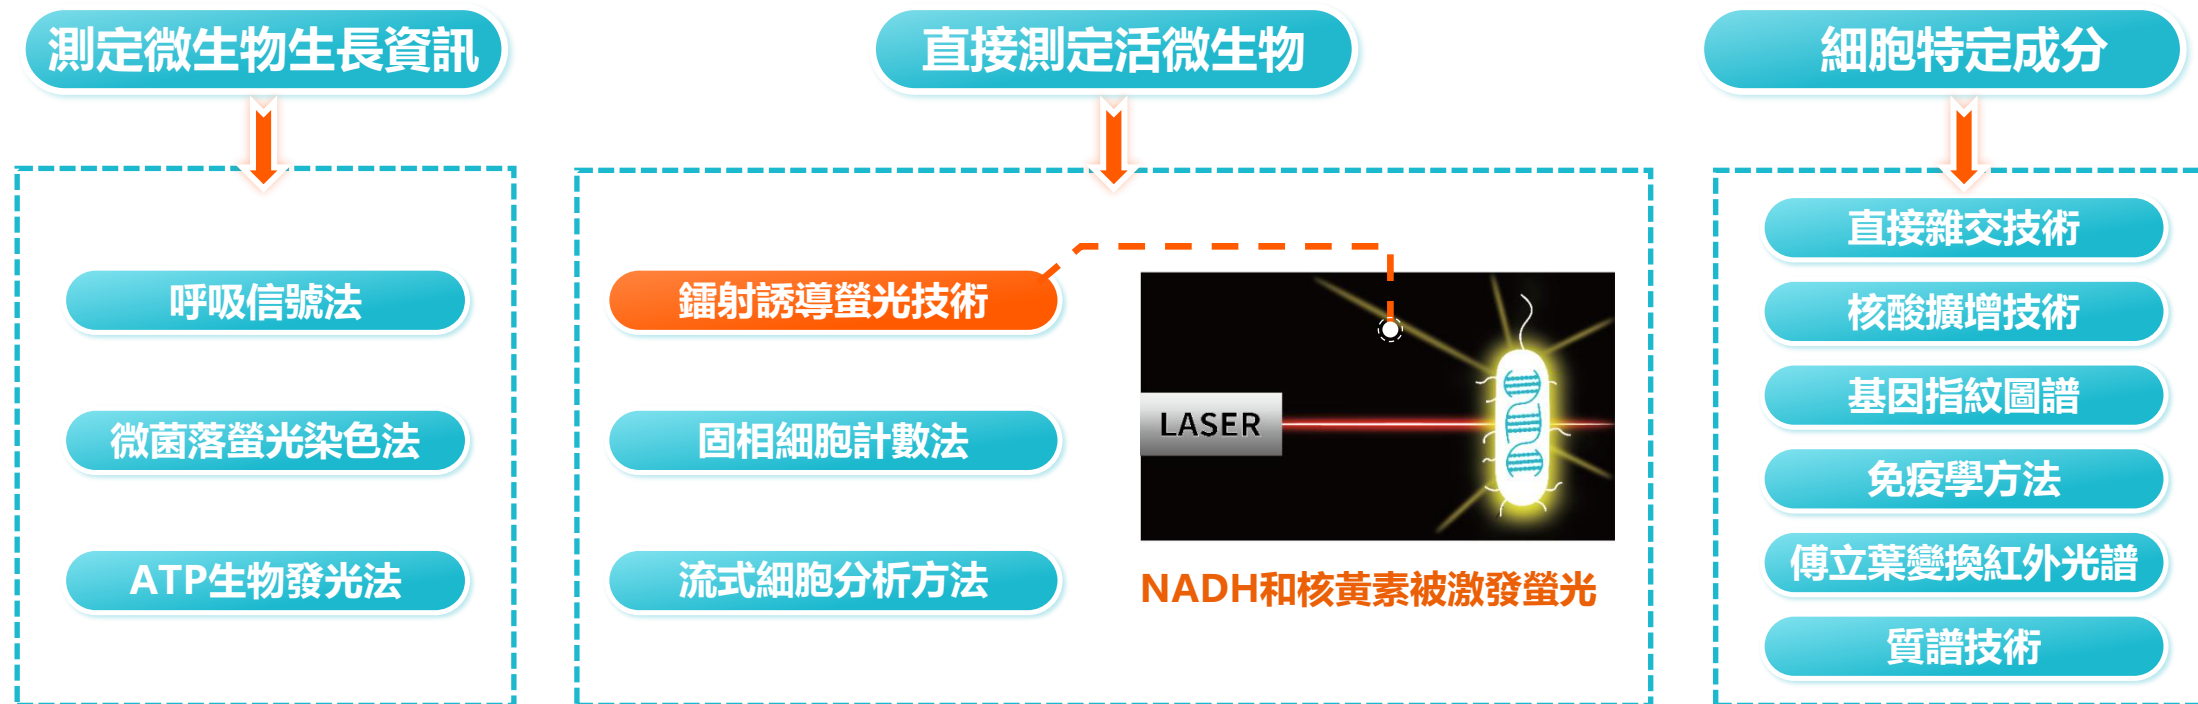 測定微生物生長資訊
呼吸信號法
微菌落螢光染色法
ATP生物發光法
直接測定活微生物
鐳射誘導螢光技術
固相細胞計數法
流式細胞分析方法
LASER
NADH和核黃素被激發螢光
細胞特定成分
直接雜交技術
核酸擴增技術
基因指紋圖譜
免疫學方法
傅立葉變換紅外光譜
質譜技術